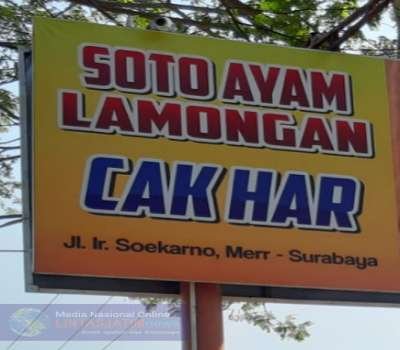 SOTO AYAM
LAMONGAN
CAK HAR
Jl. Ir. Soekarno, Merr - Surabaya
Media Nasional Online